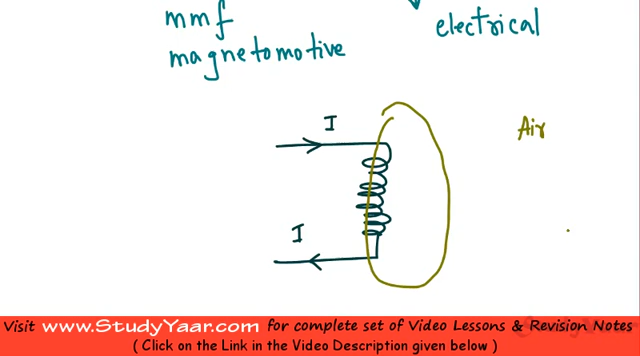 mmf
electrical
magnetomotive
I
Air
I
Visit www.StudyYaar.com for complete set of Video Lessons & Revision Notes
( Click on the Link in the Video Description given below )